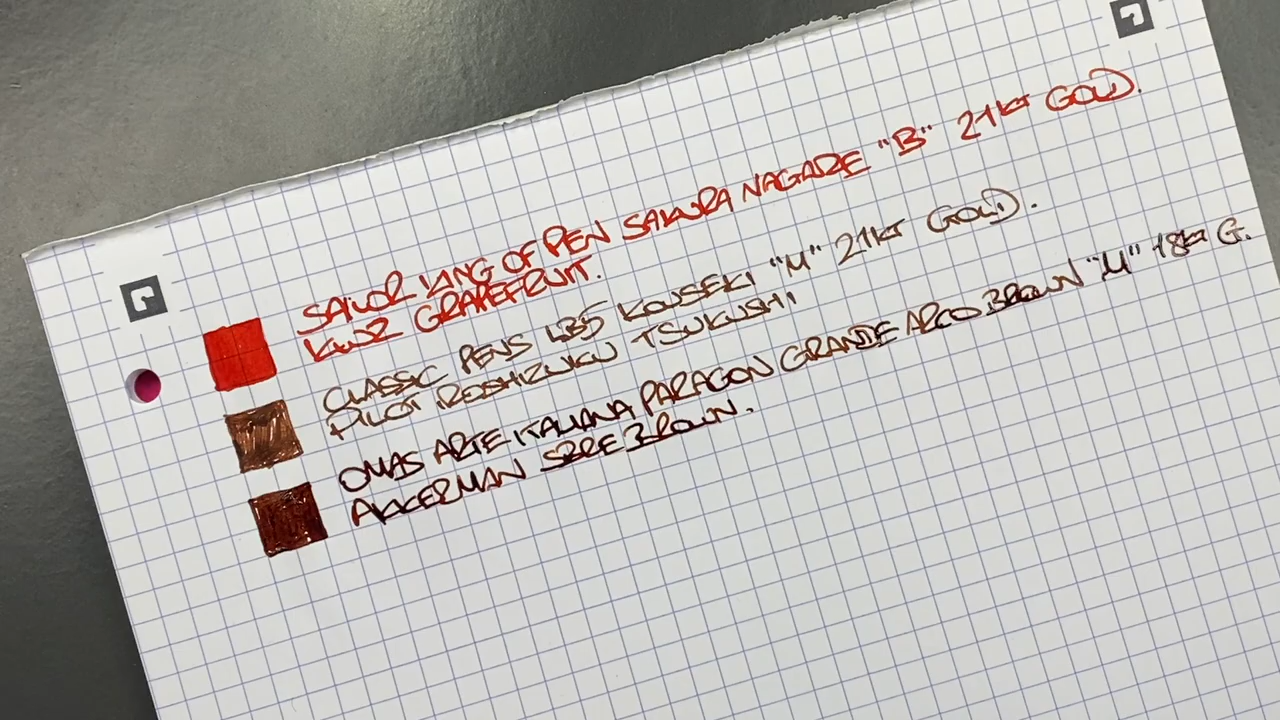 SAILOR KING OF PEN SAKURA NAGARE "B" 21KT GOLD.
KWZ GRAPEFRUIT.
CLASSIC PENS LB5 KOUSEKI "M" 21KT GOLD.
PILOT IROSHIZUKU TSUKUSHI
OMAS ARTE ITALIANA PARAGON GRANDE ARCO BROWN "M" 18KT G.
AKKERMAN SBRE BROWN.